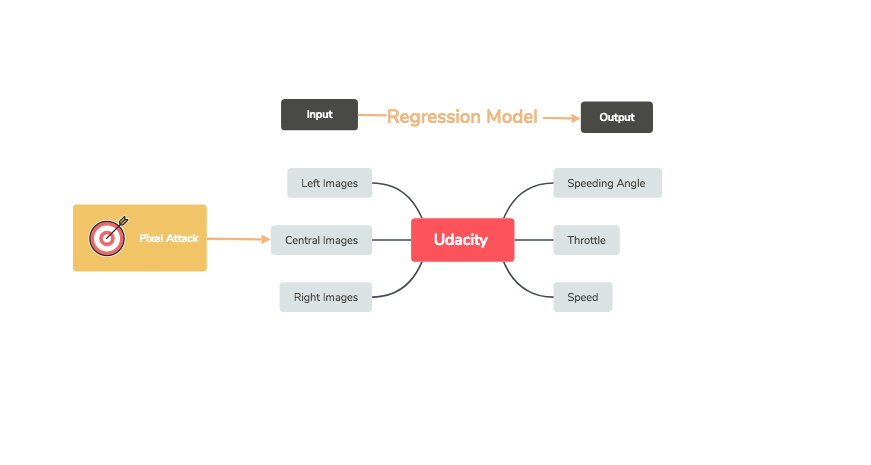 Input
Regression Model
Output
Left Images
Speeding Angle
Pixel Attack
Central Images
Udacity
Throttle
Right Images
Speed